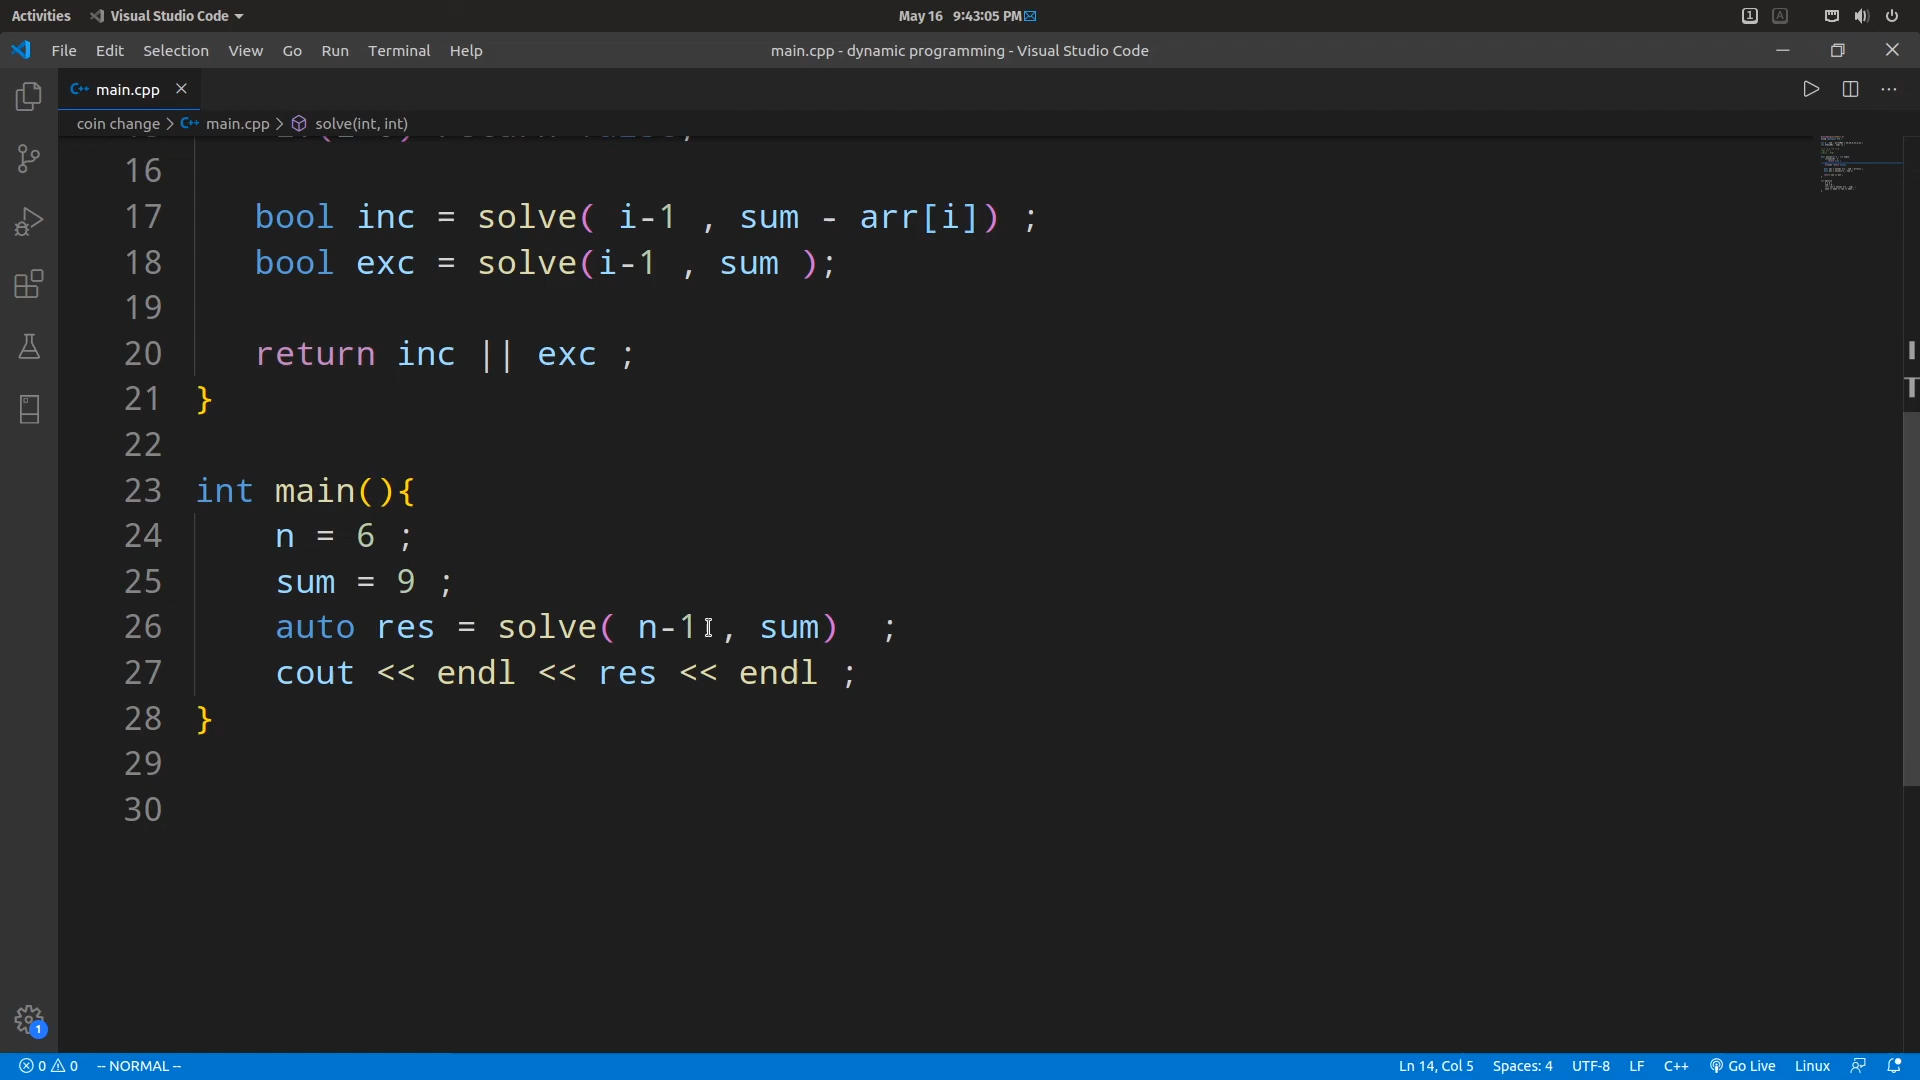 Activities Visual Studio Code May 16 9:43:05 PM 1 A
File Edit Selection View Go Run Terminal Help main.cpp - dynamic programming - Visual Studio Code
C++ main.cpp
coin change > C++ main.cpp > solve(int, int)
16
17 bool inc = solve( i-1 , sum - arr[i]) ;
18 bool exc = solve(i-1 , sum );
19
20 return inc || exc ;
21 }
22
23 int main(){
24 n = 6 ;
25 sum = 9 ;
26 auto res = solve( n-1 , sum) ;
27 cout << endl << res << endl ;
28 }
29
30
1
0 0 -- NORMAL -- Ln 14, Col 5 Spaces: 4 UTF-8 LF C++ Go Live Linux